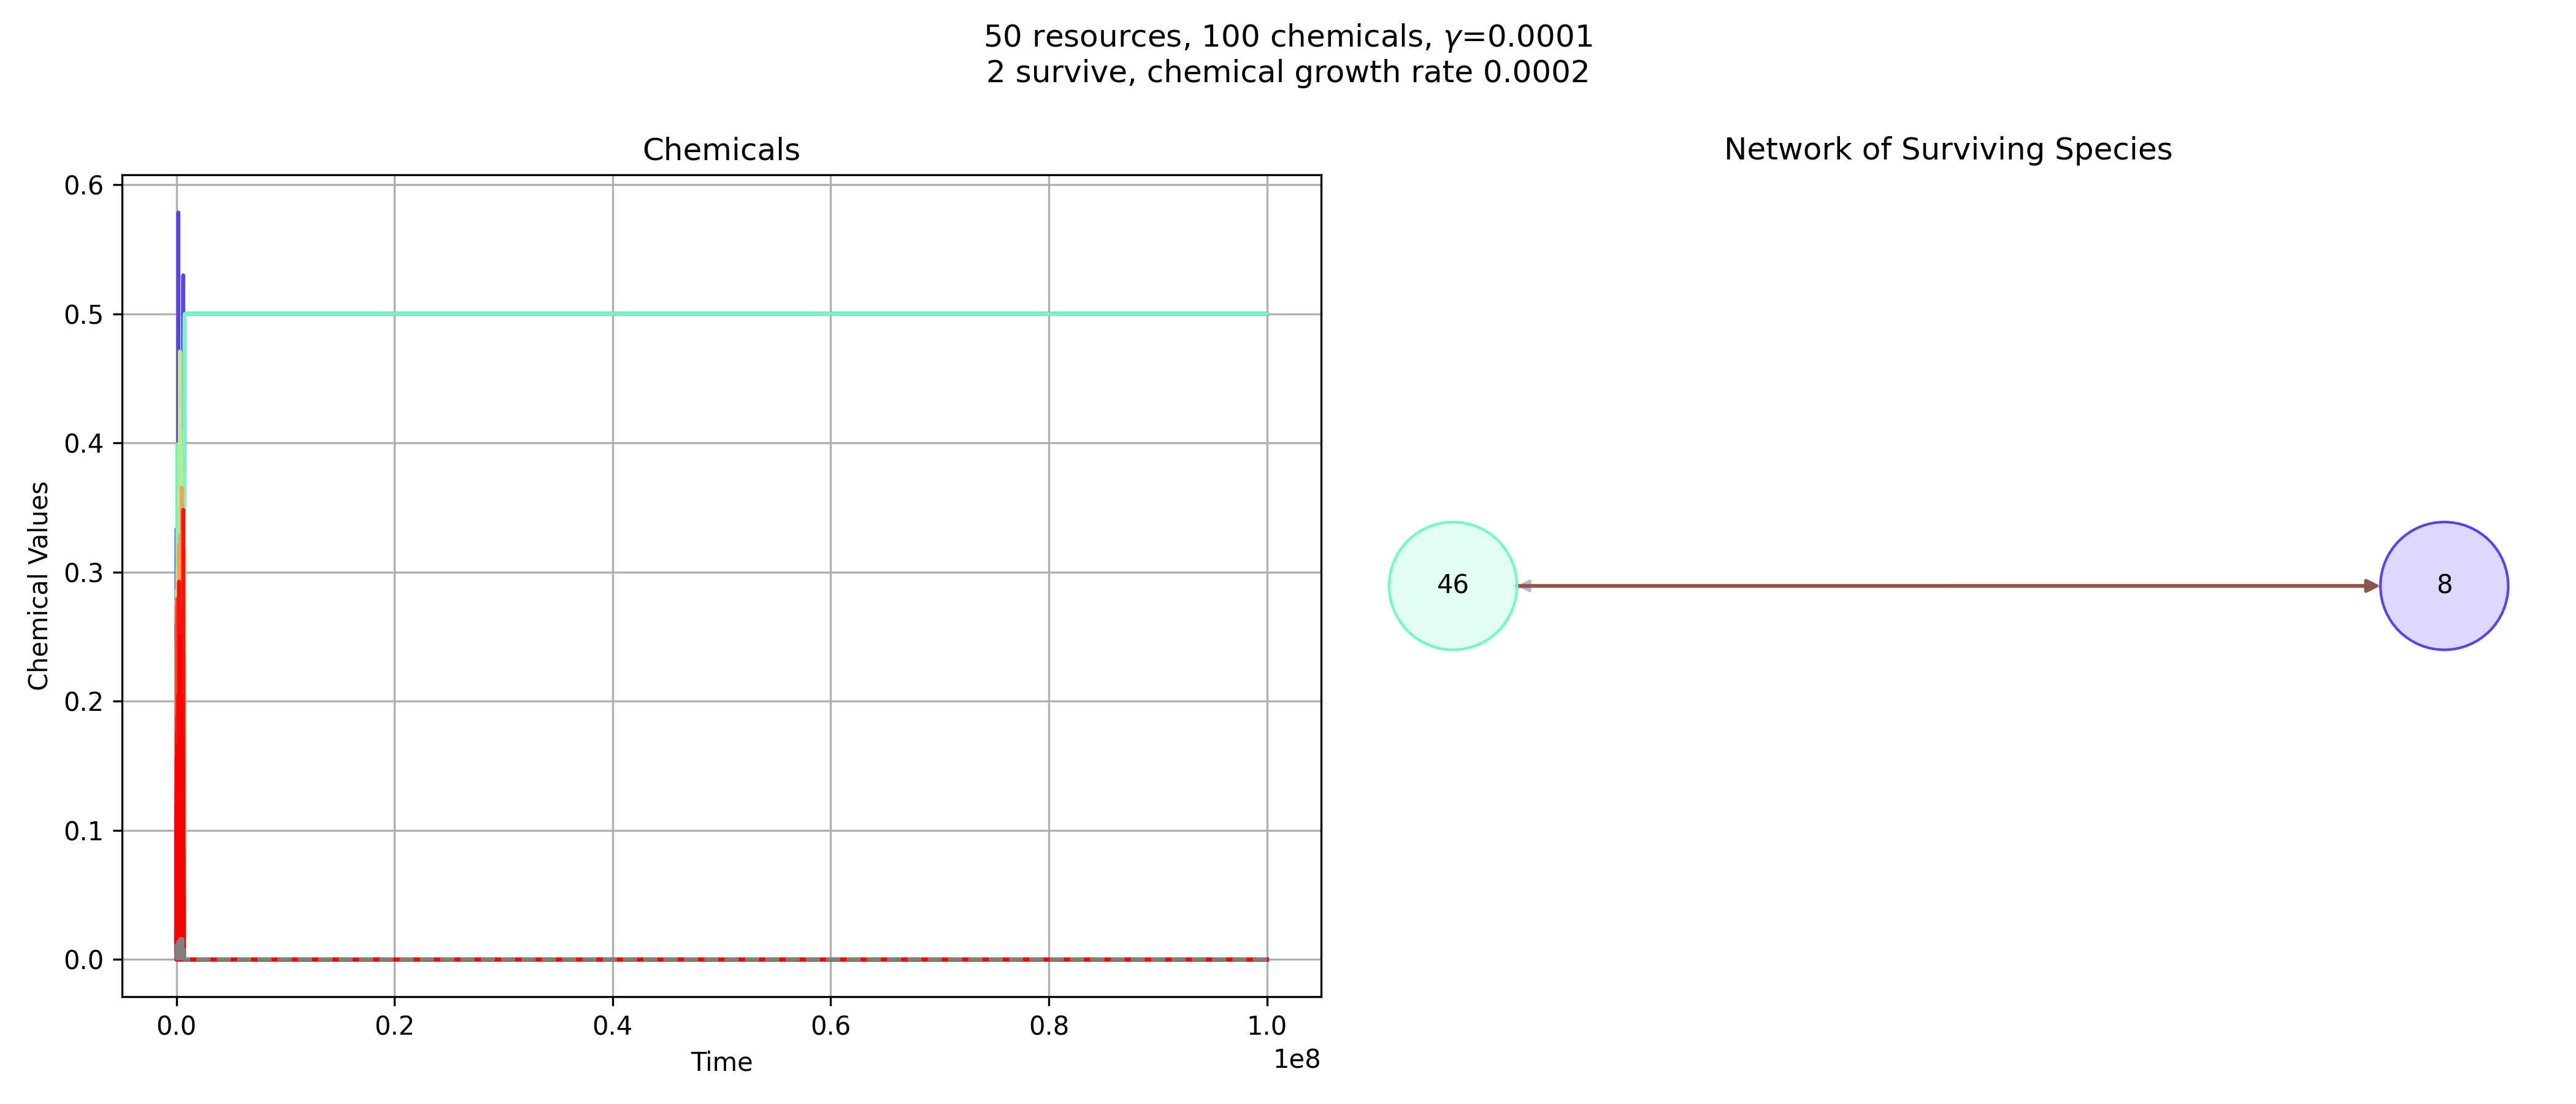 50 resources, 100 chemicals, γ=0.0001
2 survive, chemical growth rate 0.0002
Chemicals
Network of Surviving Species
0.6
0.5
0.4
0.3
0.2
0.1
0.0
Chemical Values
46
8
0.0 0.2 0.4 0.6 0.8 1.0
1e8
Time